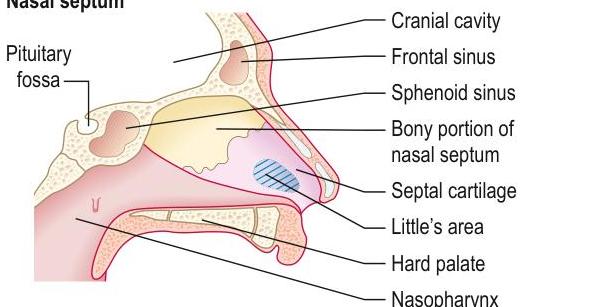 Nasal septum
Pituitary
fossa
Cranial cavity
Frontal sinus
Sphenoid sinus
Bony portion of
nasal septum
Septal cartilage
Little's area
Hard palate
Nasopharynx